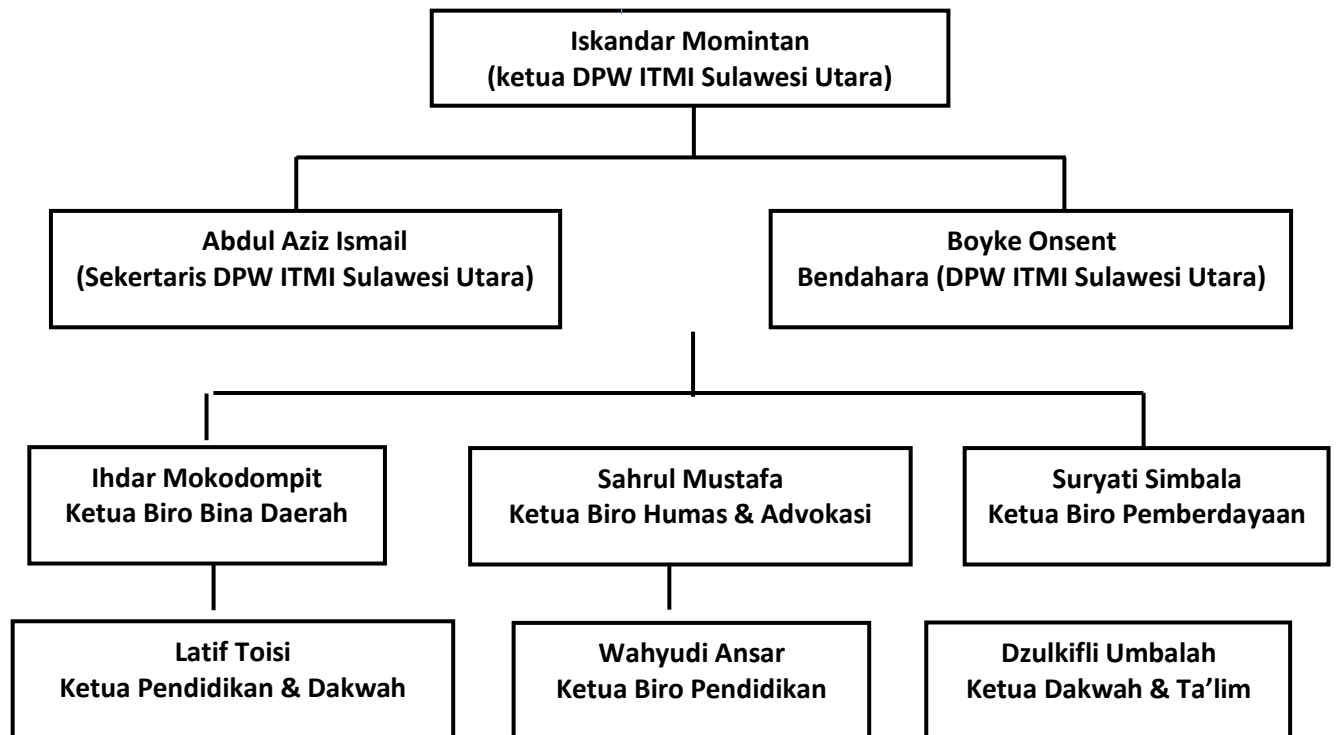 Iskandar Momintan
(ketua DPW ITMI Sulawesi Utara)
Abdul Aziz Ismail
(Sekertaris DPW ITMI Sulawesi Utara)
Boyke Onsent
Bendahara (DPW ITMI Sulawesi Utara)
Ihdar Mokodompit
Ketua Biro Bina Daerah
Sahrul Mustafa
Ketua Biro Humas & Advokasi
Suryati Simbala
Ketua Biro Pemberdayaan
Latif Toisi
Ketua Pendidikan & Dakwah
Wahyudi Ansar
Ketua Biro Pendidikan
Dzulkifli Umbalah
Ketua Dakwah & Ta’lim